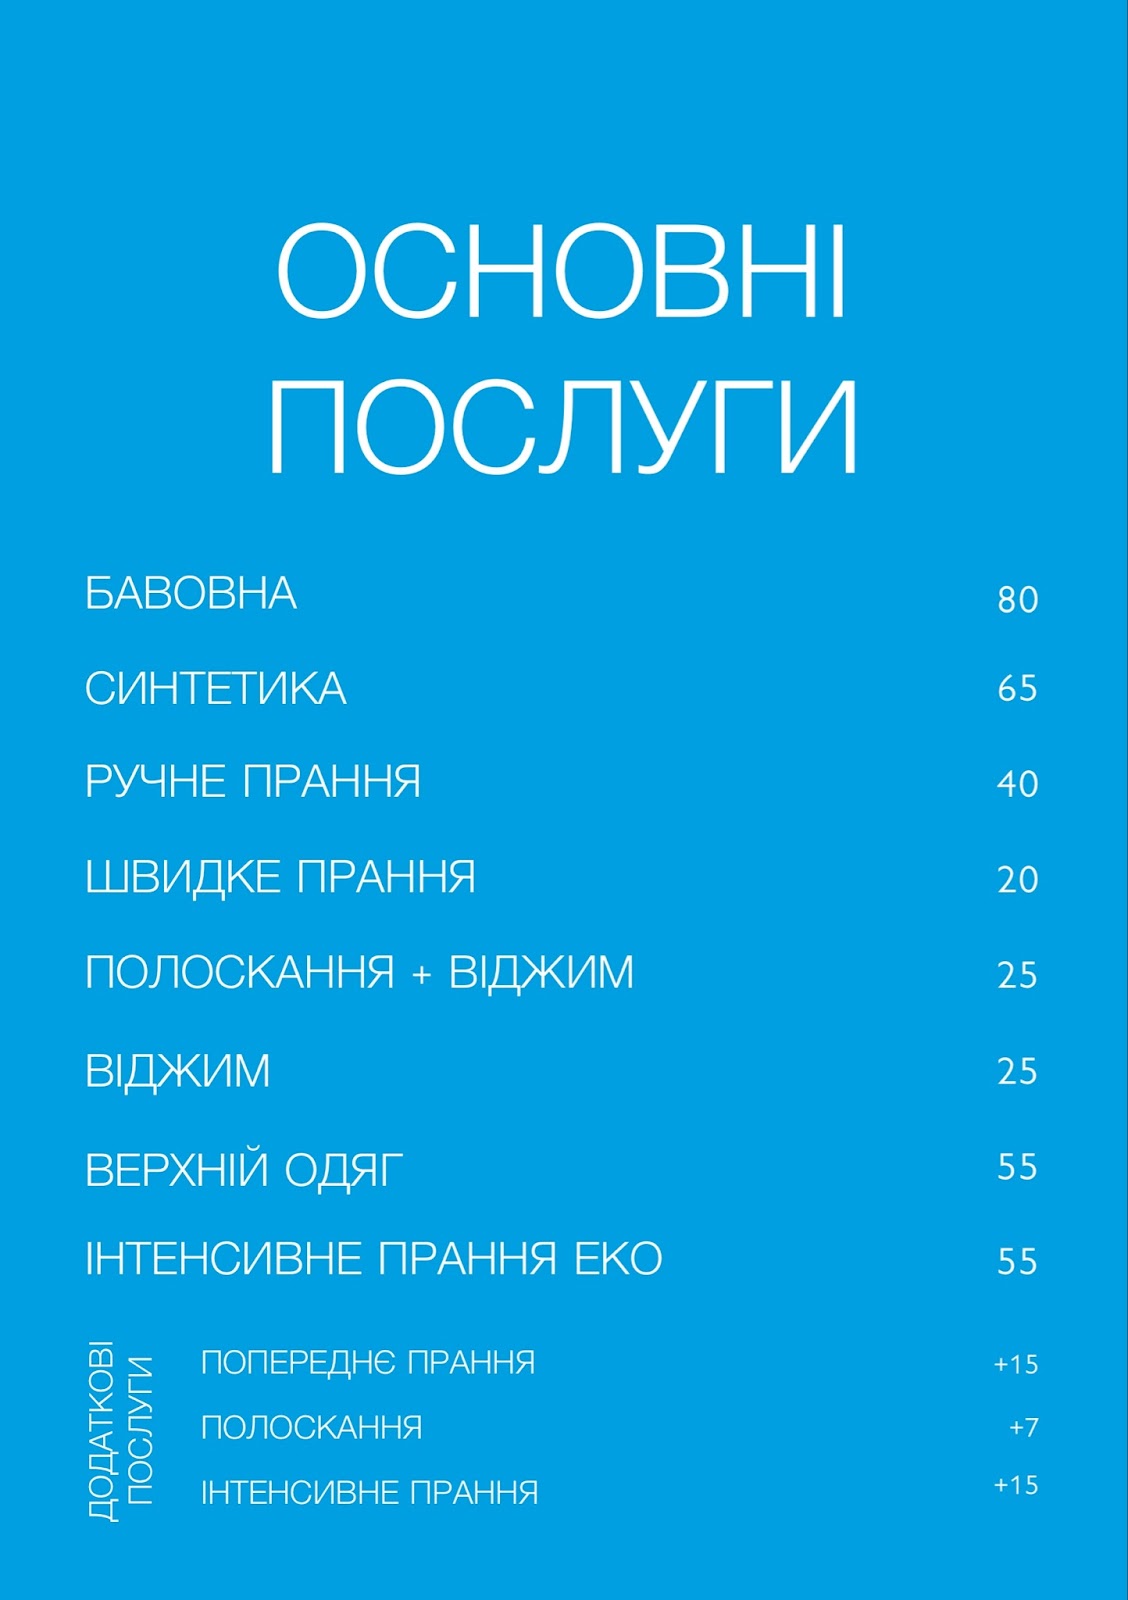 ОСНОВНІ
ПОСЛУГИ
БАВОВНА 80
СИНТЕТИКА 65
РУЧНЕ ПРАННЯ 40
ШВИДКЕ ПРАННЯ 20
ПОЛОСКАННЯ + ВІДЖИМ 25
ВІДЖИМ 25
ВЕРХНІЙ ОДЯГ 55
ІНТЕНСИВНЕ ПРАННЯ ЕКО 55
ДОДАТКОВІ
ПОСЛУГИ
ПОПЕРЕДНЄ ПРАННЯ +15
ПОЛОСКАННЯ +7
ІНТЕНСИВНЕ ПРАННЯ +15